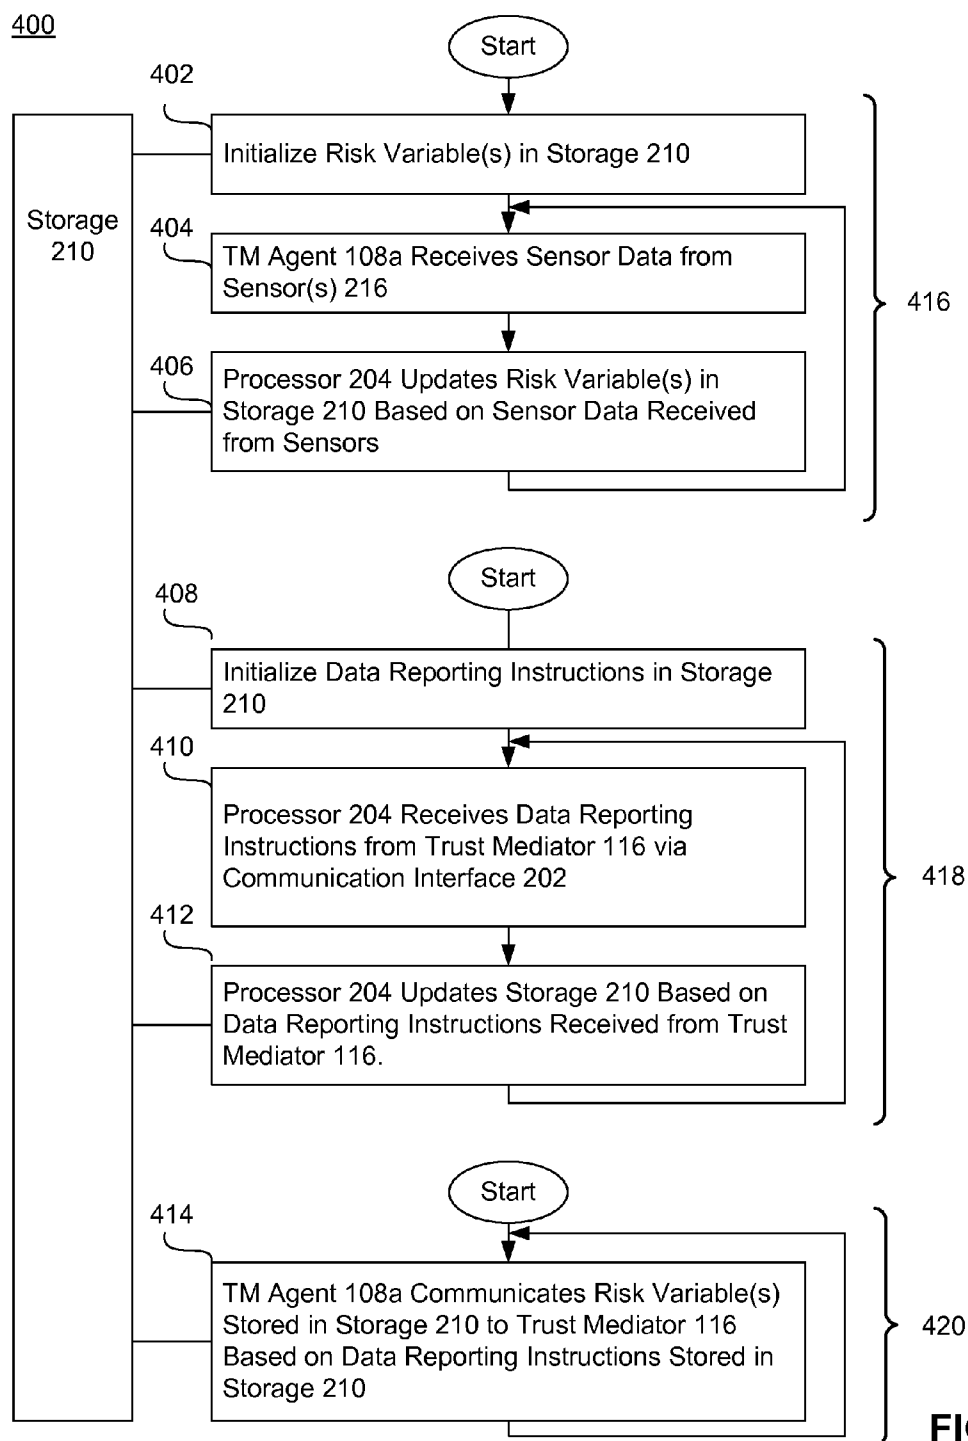 400
Start
402
Initialize Risk Variable(s) in Storage 210
Storage
210
404
TM Agent 108a Receives Sensor Data from
Sensor(s) 216
416
406
Processor 204 Updates Risk Variable(s) in
Storage 210 Based on Sensor Data Received
from Sensors
Start
408
Initialize Data Reporting Instructions in Storage
210
410
Processor 204 Receives Data Reporting
Instructions from Trust Mediator 116 via
Communication Interface 202
418
412
Processor 204 Updates Storage 210 Based on
Data Reporting Instructions Received from Trust
Mediator 116.
Start
414
TM Agent 108a Communicates Risk Variable(s)
Stored in Storage 210 to Trust Mediator 116
Based on Data Reporting Instructions Stored in
Storage 210
420